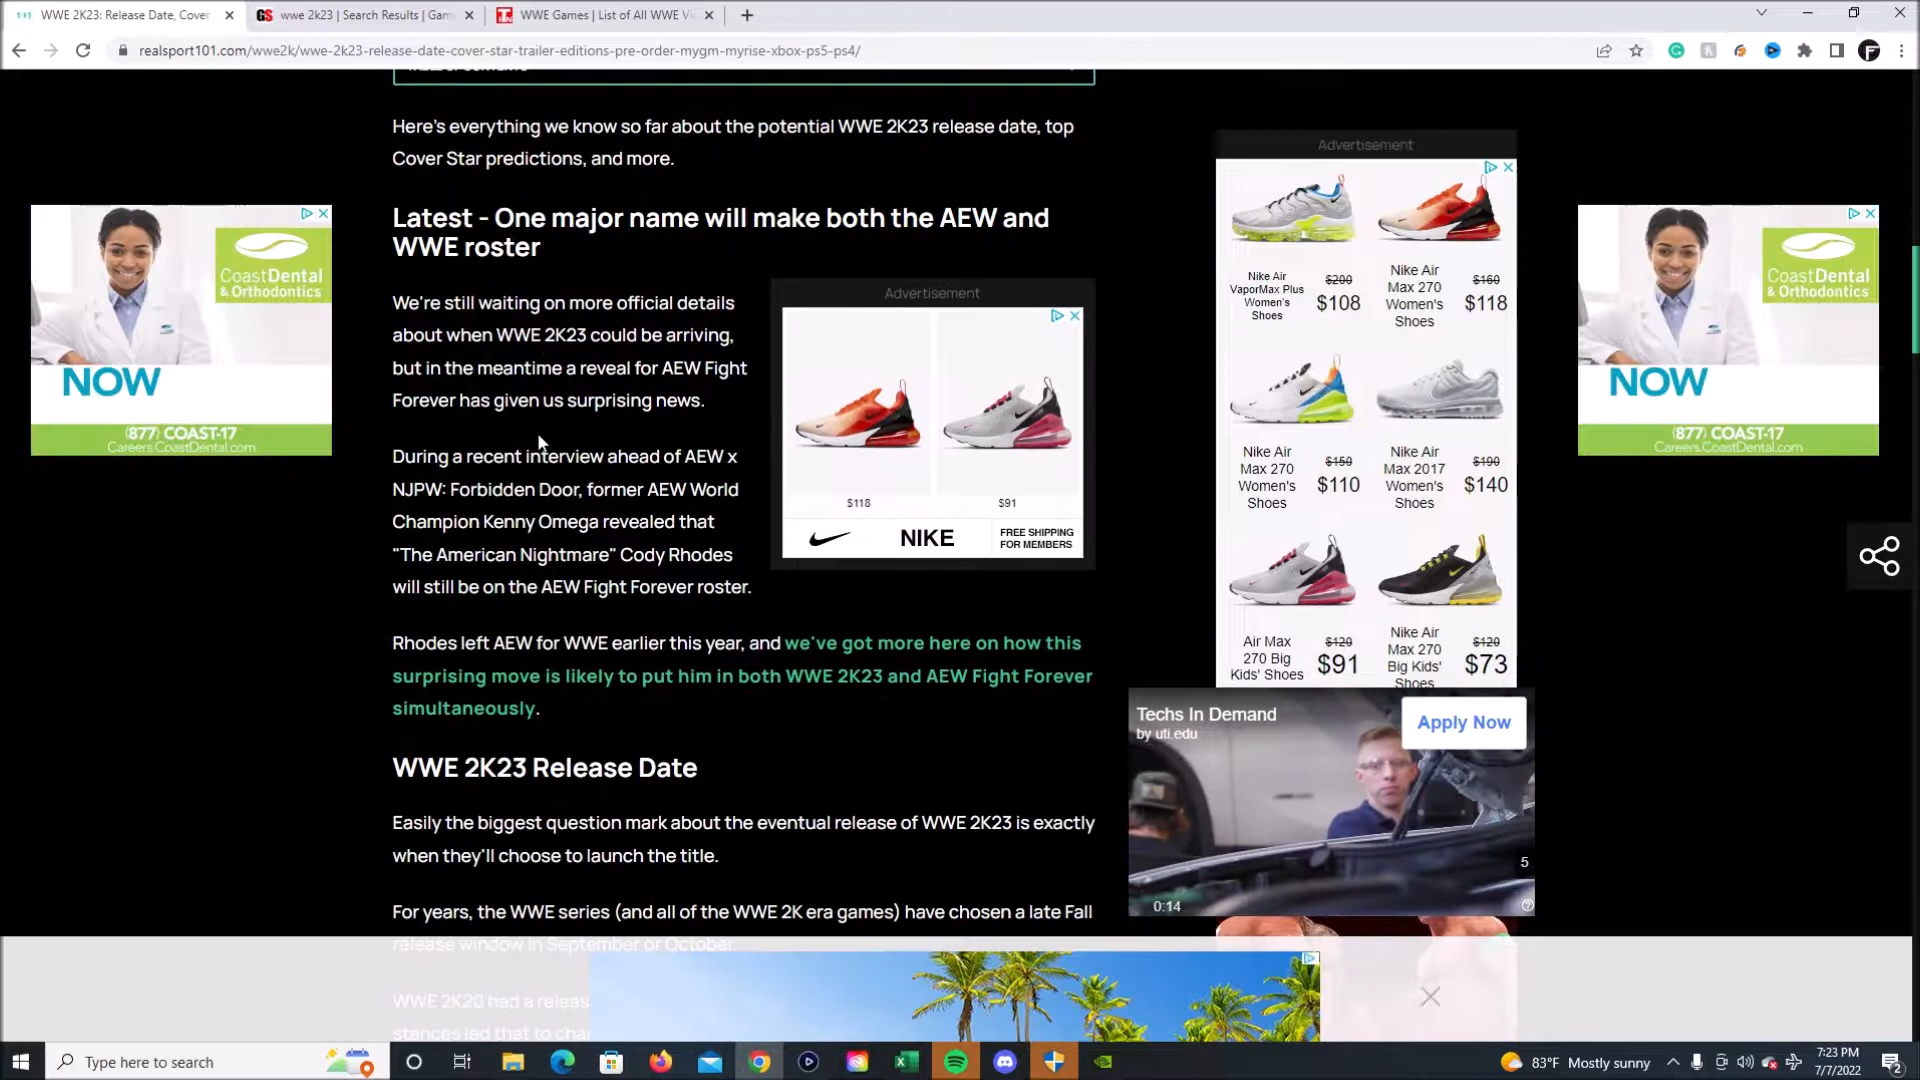 WWE 2K23: Release Date, Cover
wwe 2k23 | Search Results | Gam
WWE Games | List of All WWE Vi
realsport101.com/wwe2k/wwe-2k23-release-date-cover-star-trailer-editions-pre-order-mygm-myrise-xbox-ps5-ps4/
Here's everything we know so far about the potential WWE 2K23 release date, top
Cover Star predictions, and more.
Latest - One major name will make both the AEW and
WWE roster
We're still waiting on more official details
about when WWE 2K23 could be arriving,
but in the meantime a reveal for AEW Fight
Forever has given us surprising news.
During a recent interview ahead of AEW x
NJPW: Forbidden Door, former AEW World
Champion Kenny Omega revealed that
"The American Nightmare" Cody Rhodes
will still be on the AEW Fight Forever roster.
Advertisement
$118
$91
NIKE
FREE SHIPPING
FOR MEMBERS
Rhodes left AEW for WWE earlier this year, and we've got more here on how this
surprising move is likely to put him in both WWE 2K23 and AEW Fight Forever
simultaneously.
WWE 2K23 Release Date
Easily the biggest question mark about the eventual release of WWE 2K23 is exactly
when they'll choose to launch the title.
For years, the WWE series (and all of the WWE 2K era games) have chosen a late Fall
release window in September or October.
WWE 2K20 had a releas
stances led that to cha
CoastDental
& Orthodontics
NOW
(877) COAST-17
Careers.CoastDental.com
Advertisement
Nike Air
VaporMax Plus
Women's
Shoes
$200
$108
Nike Air
Max 270
Women's
Shoes
$160
$118
Nike Air
Max 270
Women's
Shoes
$150
$110
Nike Air
Max 2017
Women's
Shoes
$190
$140
Air Max
270 Big
Kids' Shoes
$120
$91
Nike Air
Max 270
Big Kids'
Shoes
$120
$73
Techs In Demand
by uti.edu
Apply Now
5
0:14
CoastDental
& Orthodontics
NOW
(877) COAST-17
Careers.CoastDental.com
Type here to search
83°F Mostly sunny
7:23 PM
7/7/2022
2